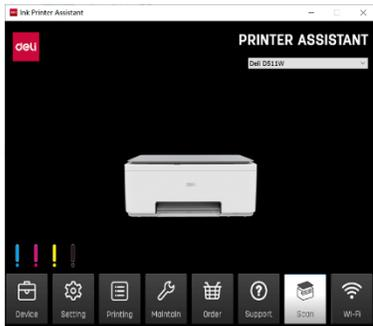 Ink Printer Assistant
deli
PRINTER ASSISTANT
Deli D511W
Device
Setting
Printing
Maintain
Order
Support
Scan
Wi-Fi